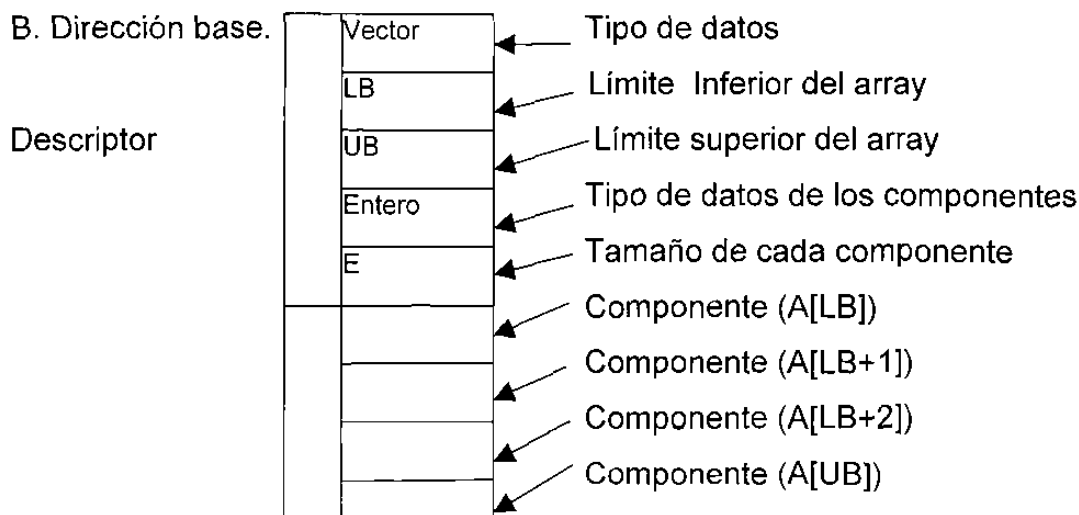 B. Dirección base. Vector Tipo de datos
LB Límite Inferior del array
Descriptor UB Límite superior del array
Entero Tipo de datos de los componentes
E Tamaño de cada componente
Componente (A[LB])
Componente (A[LB+1])
Componente (A[LB+2])
Componente (A[UB])